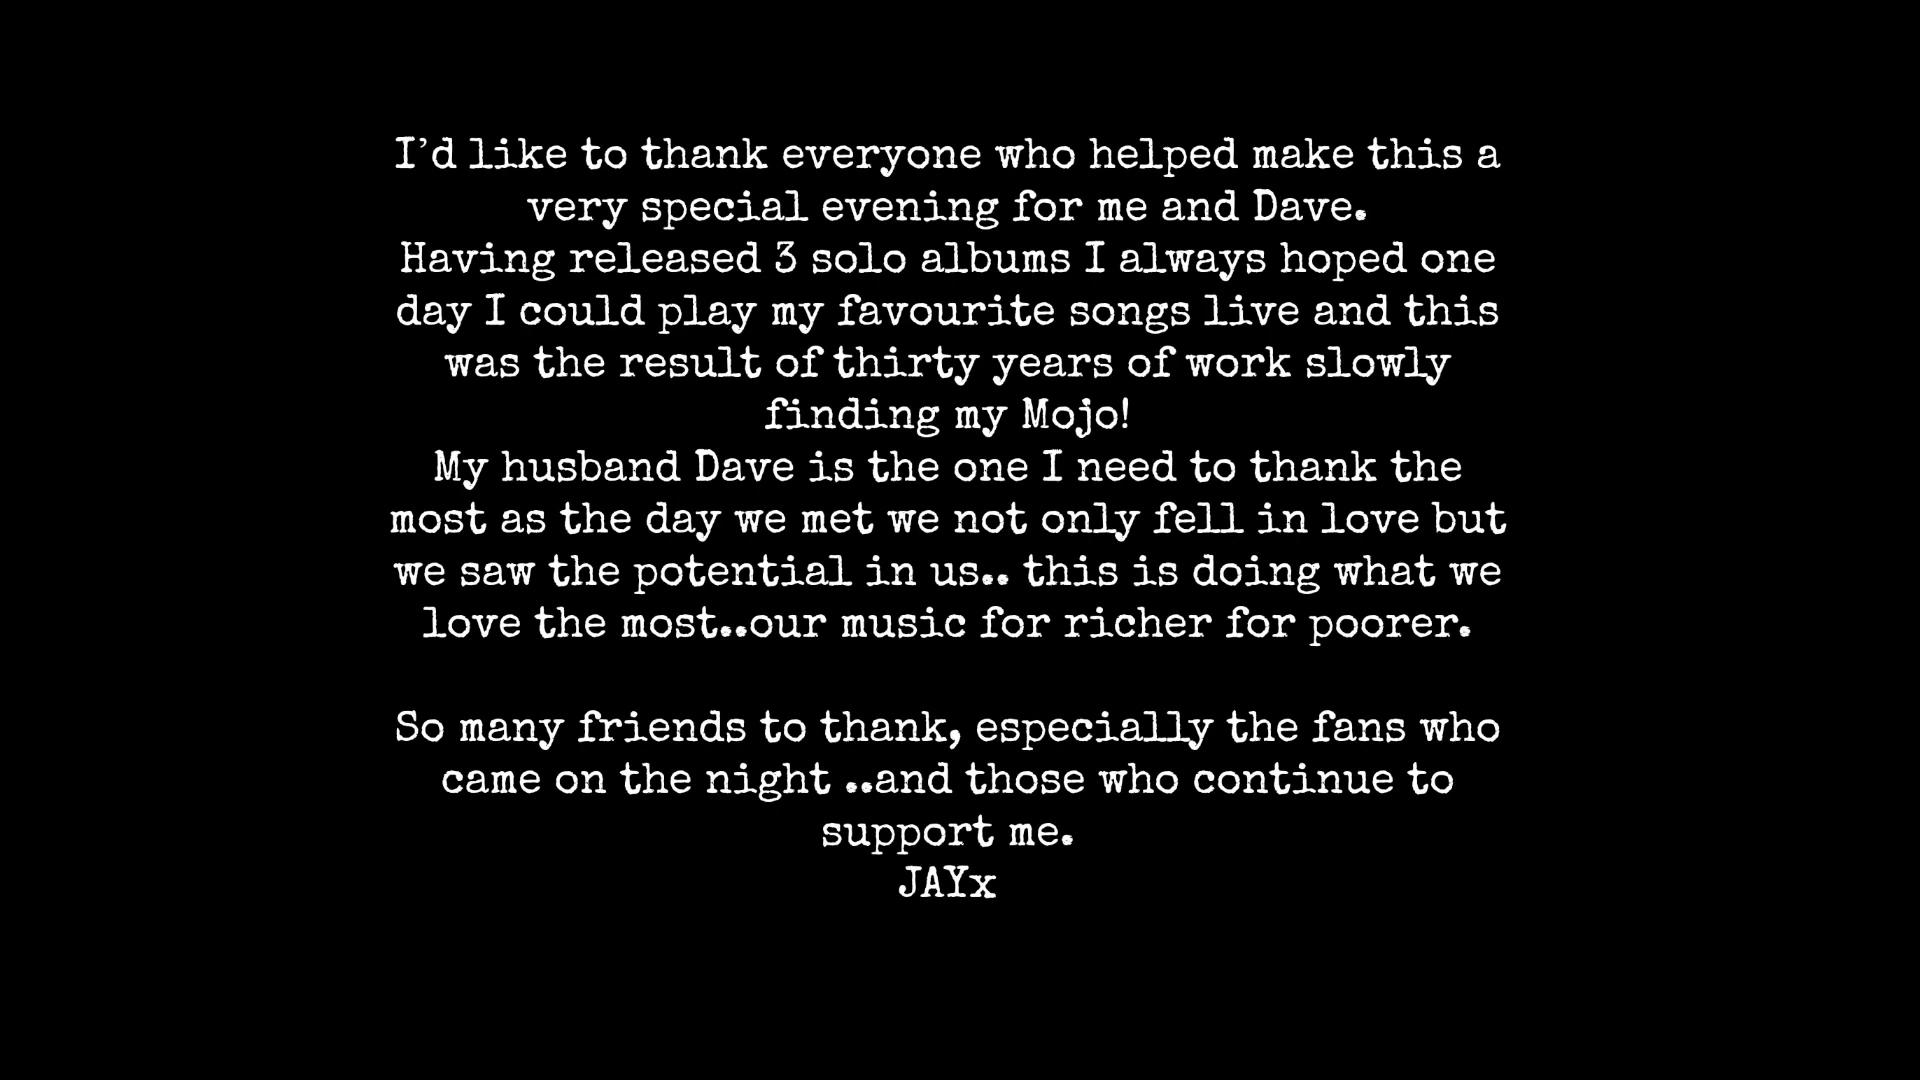 I’d like to thank everyone who helped make this a
very special evening for me and Dave.
Having released 3 solo albums I always hoped one
day I could play my favourite songs live and this
was the result of thirty years of work slowly
finding my Mojo!
My husband Dave is the one I need to thank the
most as the day we met we not only fell in love but
we saw the potential in us.. this is doing what we
love the most..our music for richer for poorer.
So many friends to thank, especially the fans who
came on the night ..and those who continue to
support me.
JAYx